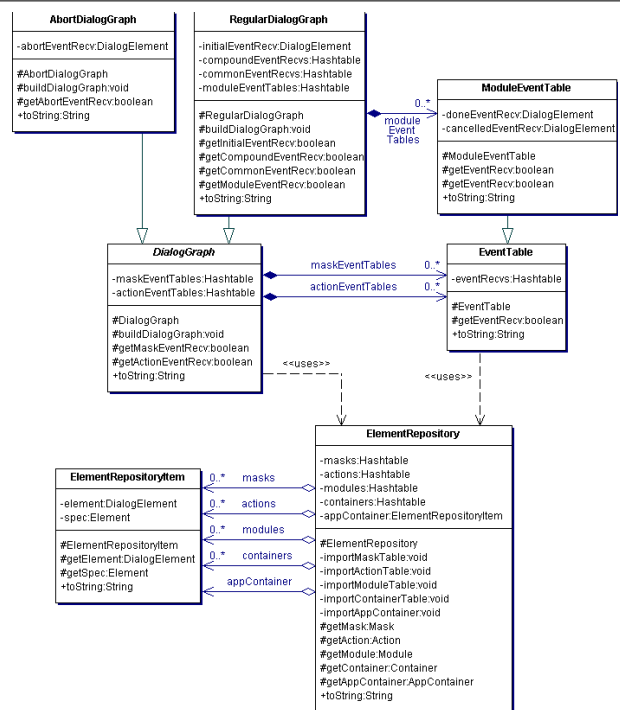 AbortDialogGraph
-abortEventRecv:DialogElement
#AbortDialogGraph
#buildDialogGraph:void
#getAbortEventRecv:boolean
+toString:String
RegularDialogGraph
-initialEventRecv:DialogElement
-compoundEventRecvs:Hashtable
-commonEventRecvs:Hashtable
-moduleEventTables:Hashtable
#RegularDialogGraph
#buildDialogGraph:void
#getInitialEventRecv:boolean
#getCompoundEventRecv:boolean
#getCommonEventRecv:boolean
#getModuleEventRecv:boolean
+toString:String
0..*
module
Event
Tables
ModuleEventTable
-doneEventRecv:DialogElement
-cancelledEventRecv:DialogElement
#ModuleEventTable
#getEventRecv:boolean
#getEventRecv:boolean
+toString:String
DialogGraph
-maskEventTables:Hashtable
-actionEventTables:Hashtable
#DialogGraph
#buildDialogGraph:void
#getMaskEventRecv:boolean
#getActionEventRecv:boolean
+toString:String
maskEventTables 0..*
actionEventTables 0..*
EventTable
-eventRecvs:Hashtable
#EventTable
#getEventRecv:boolean
+toString:String
<<uses>>
<<uses>>
ElementRepository
-masks:Hashtable
-actions:Hashtable
-modules:Hashtable
-containers:Hashtable
-appContainer:ElementRepositoryItem
#ElementRepository
-importMaskTable:void
-importActionTable:void
-importModuleTable:void
-importContainerTable:void
-importAppContainer:void
#getMask:Mask
#getAction:Action
#getModule:Module
#getContainer:Container
#getAppContainer:AppContainer
+toString:String
ElementRepositoryItem
-element:DialogElement
-spec:Element
#ElementRepositoryItem
#getElement:DialogElement
#getSpec:Element
+toString:String
0..* masks
0..* actions
0..* modules
0..* containers
appContainer